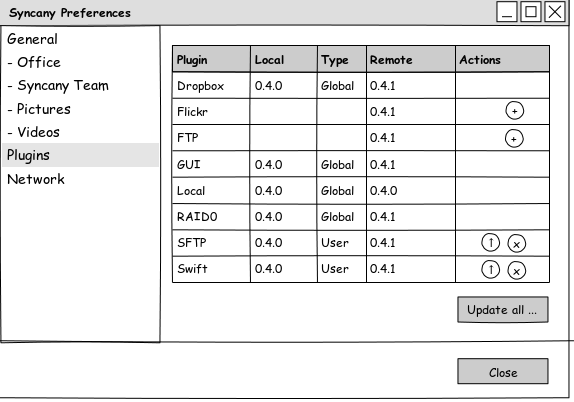 Syncany Preferences
General
- Office
- Syncany Team
- Pictures
- Videos
Plugins
Network
Plugin Local Type Remote Actions
Dropbox 0.4.0 Global 0.4.1
Flickr 0.4.1 +
FTP 0.4.1 +
GUI 0.4.0 Global 0.4.1
Local 0.4.0 Global 0.4.0
RAID0 0.4.0 Global 0.4.1
SFTP 0.4.0 User 0.4.1 ↑ x
Swift 0.4.0 User 0.4.1 ↑ x
Update all ...
Close